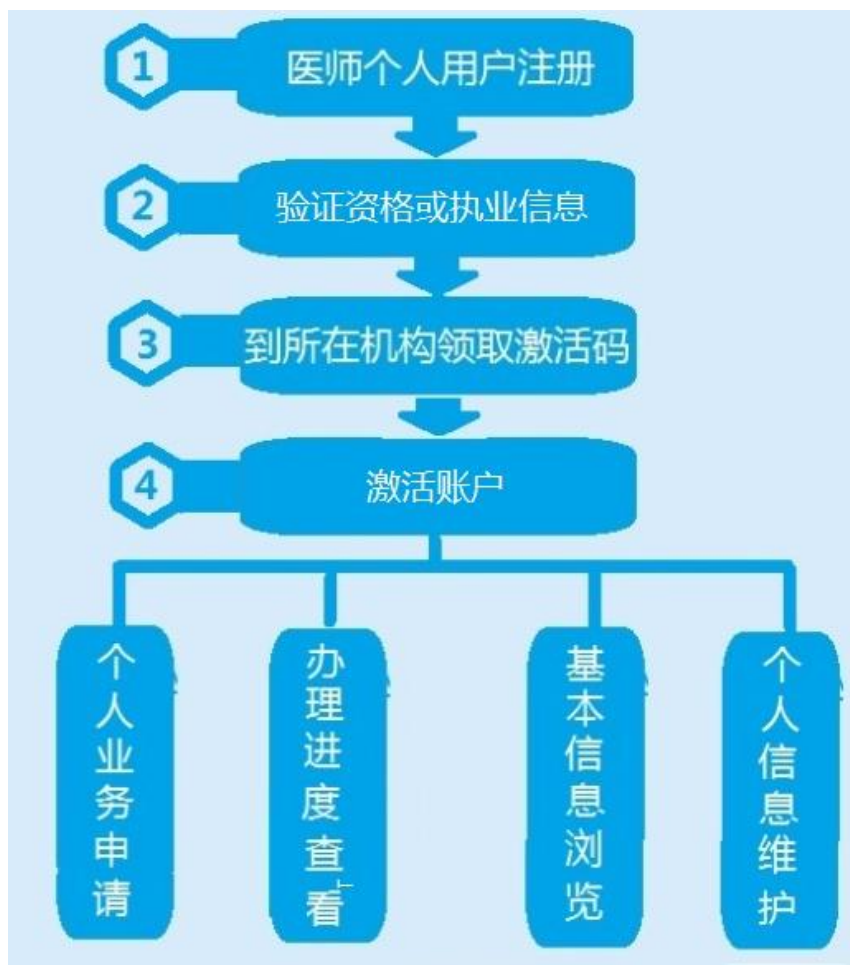 1
医师个人用户注册
2
验证资格或执业信息
3
到所在机构领取激活码
4
激活账户
个人业务申请
办理进度查看
基本信息浏览
个人信息维护